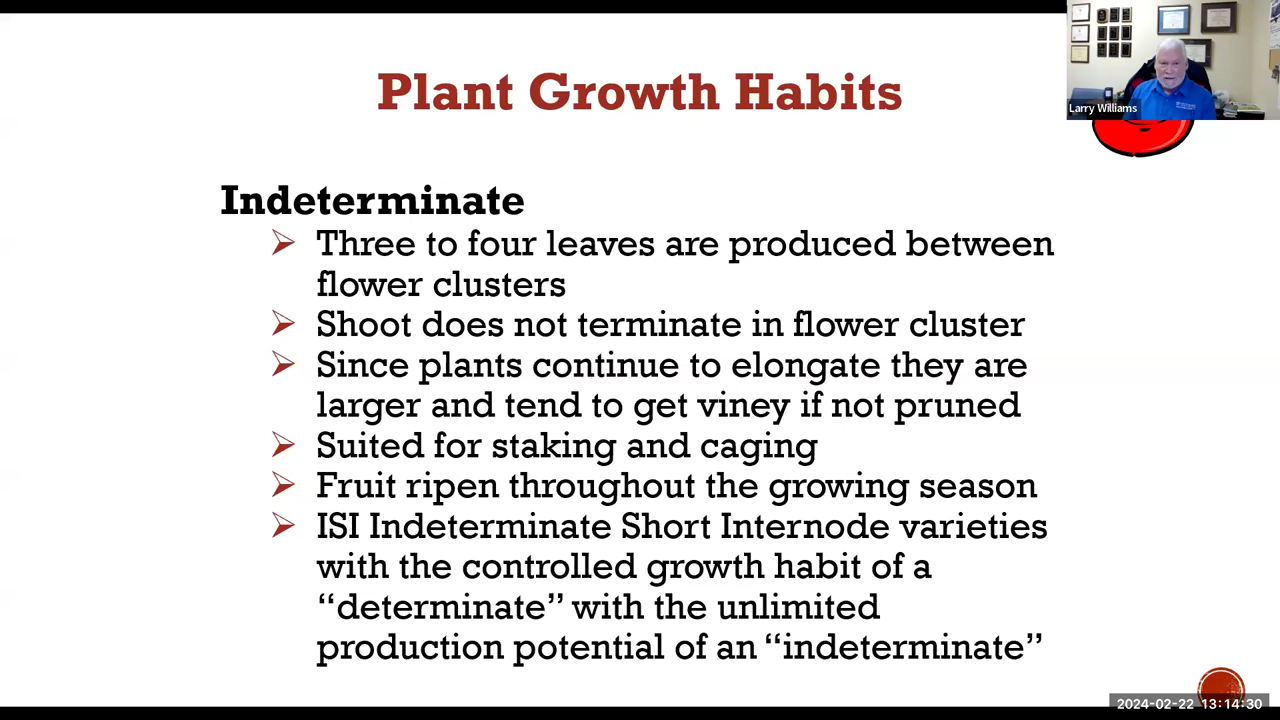 Plant Growth Habits
Larry Williams
Indeterminate
Three to four leaves are produced between
flower clusters
Shoot does not terminate in flower cluster
Since plants continue to elongate they are
larger and tend to get viney if not pruned
Suited for staking and caging
Fruit ripen throughout the growing season
ISI Indeterminate Short Internode varieties
with the controlled growth habit of a
“determinate” with the unlimited
production potential of an “indeterminate”
2024-02-22 13:14:30